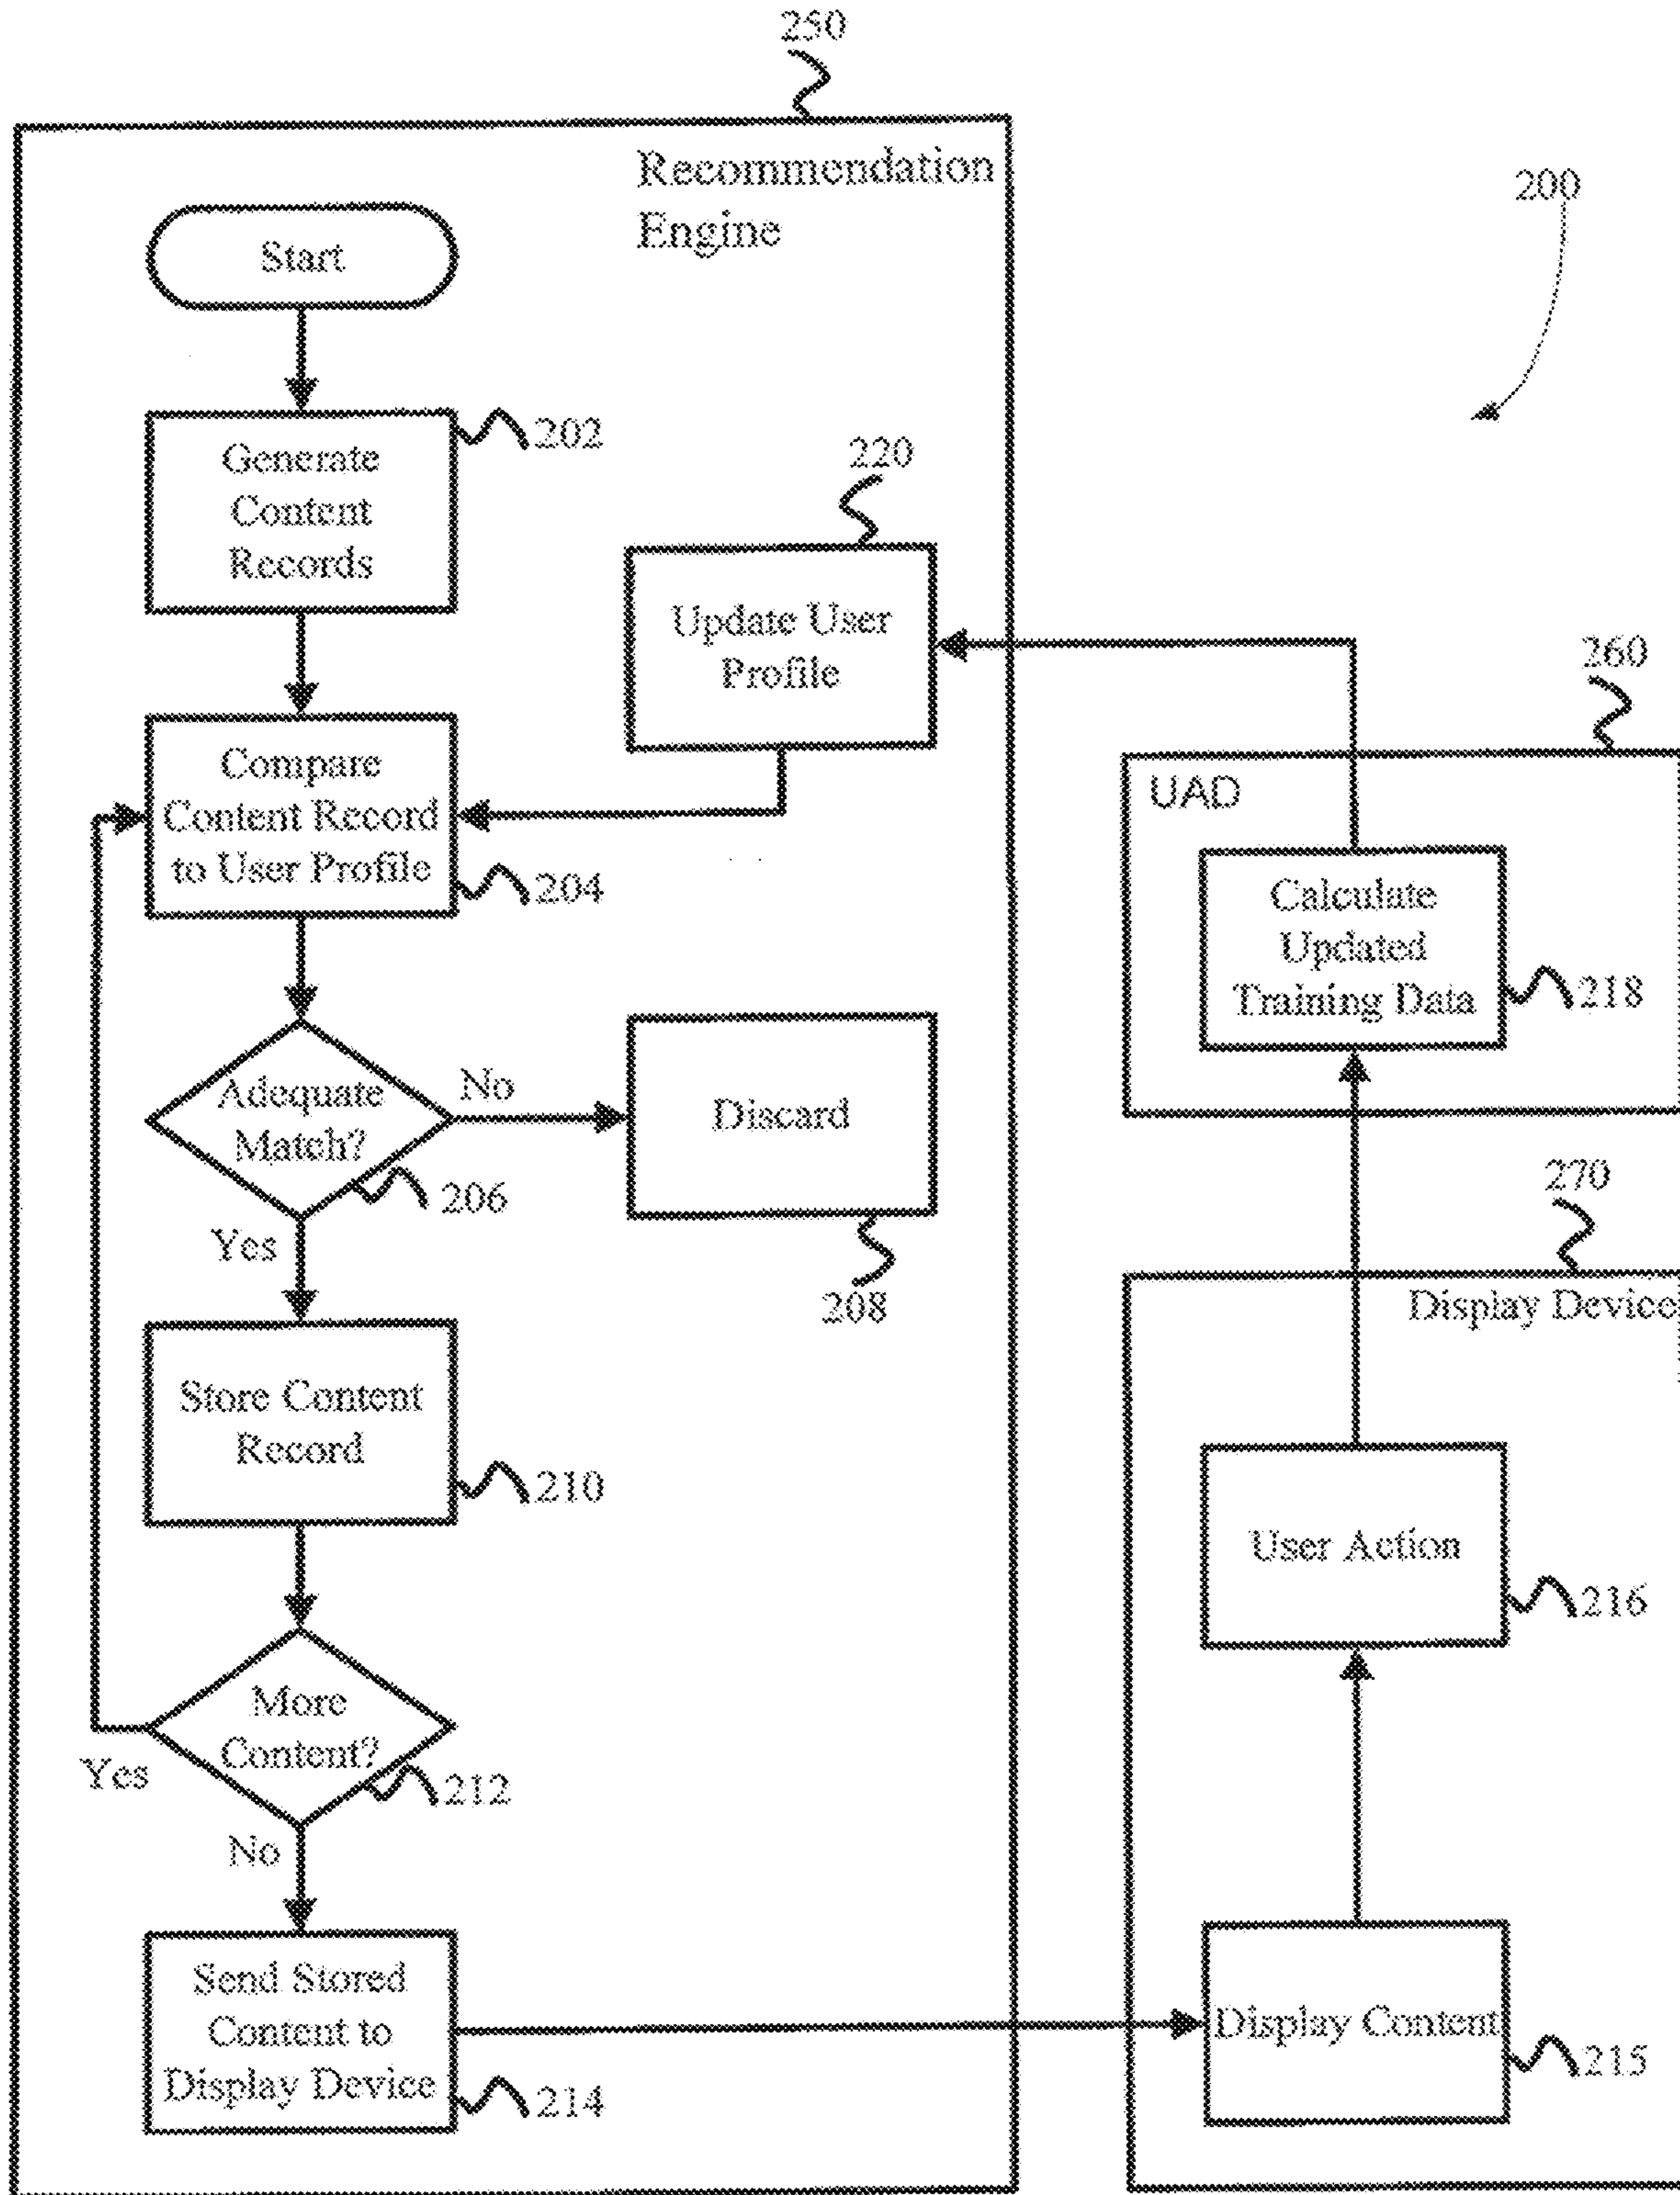 250
Recommendation
Engine
200
Start
Generate
Content
Records
202
220
Update User
Profile
260
UAD
Compare
Content Record
to User Profile
204
Calculate
Updated
Training Data
218
Adequate
Match?
No
206
Yes
Discard
208
270
Display Device
Store Content
Record
210
User Action
216
More
Content?
212
Yes
No
Send Stored
Content to
Display Device
214
Display Content
215